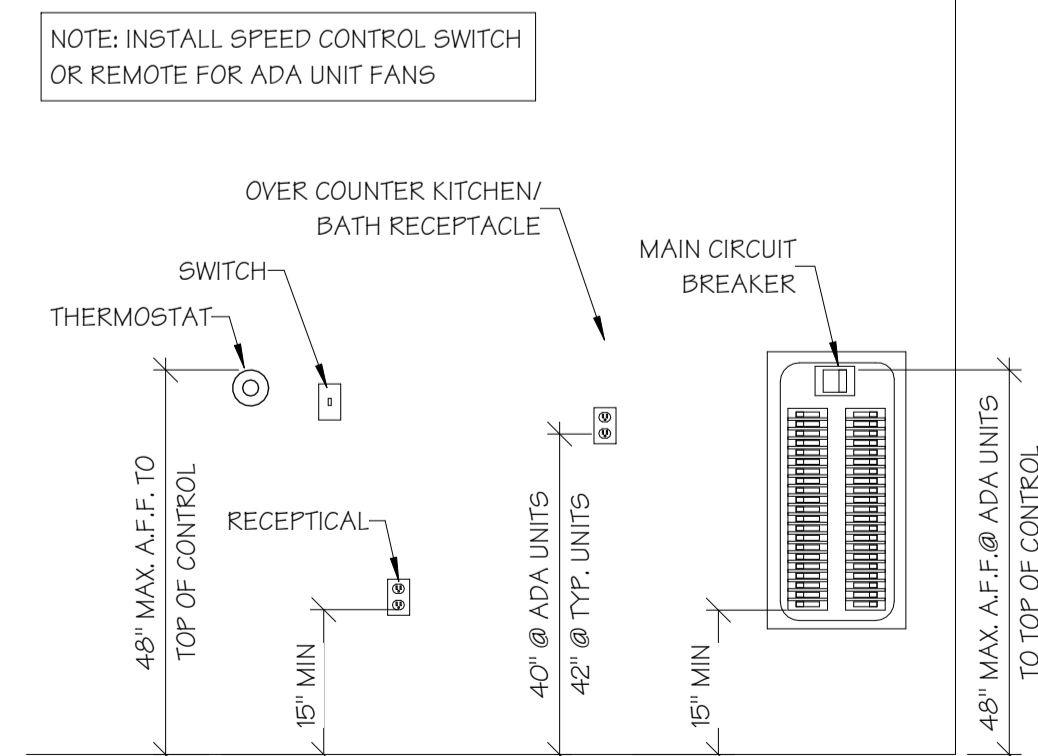 NOTE: INSTALL SPEED CONTROL SWITCH
OR REMOTE FOR ADA UNIT FANS
OVER COUNTER KITCHEN/
BATH RECEPTACLE
MAIN CIRCUIT
BREAKER
SWITCH
THERMOSTAT
RECEPTICAL
48" MAX. A.F.F. TO
TOP OF CONTROL
15" MIN
40" @ ADA UNITS
42" @ TYP. UNITS
15" MIN
48" MAX. A.F.F.@ ADA UNITS
TO TOP OF CONTROL